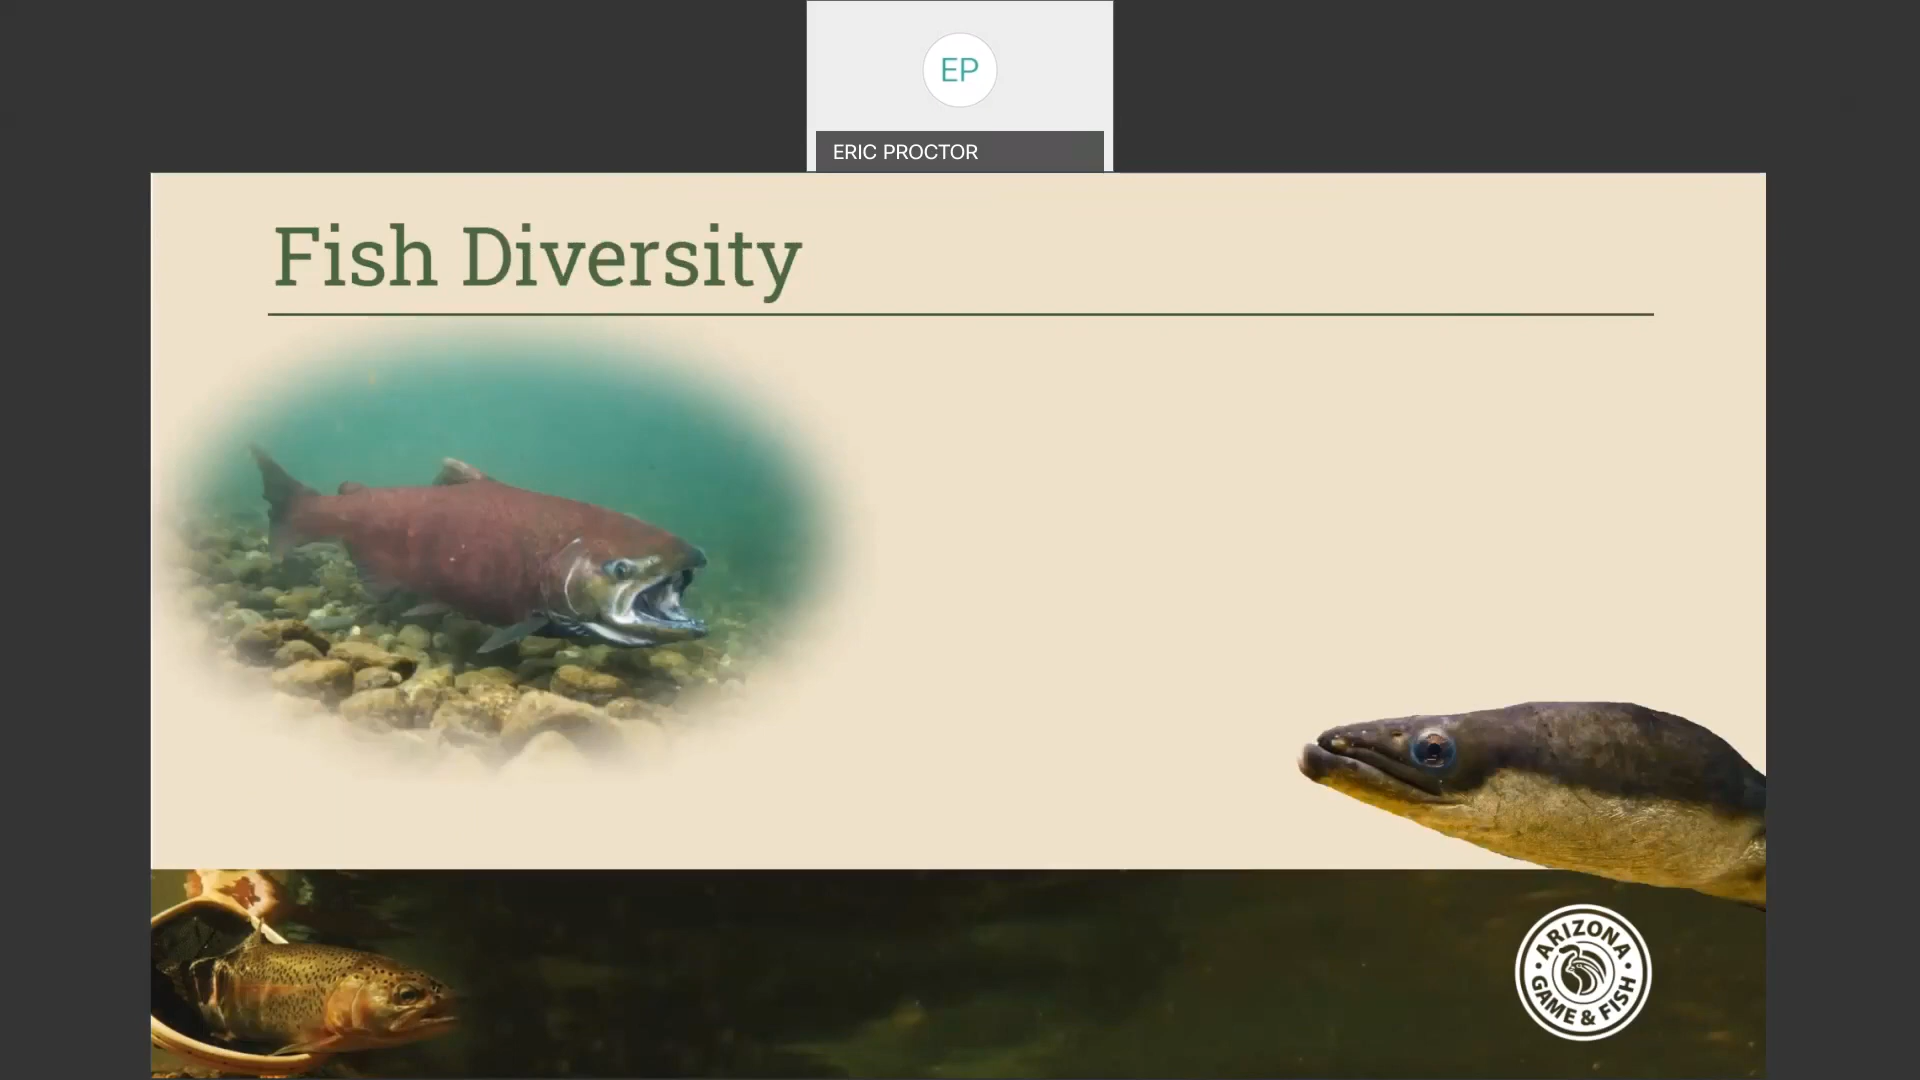 EP
ERIC PROCTOR
Fish Diversity
ARIZONA
GAME & FISH